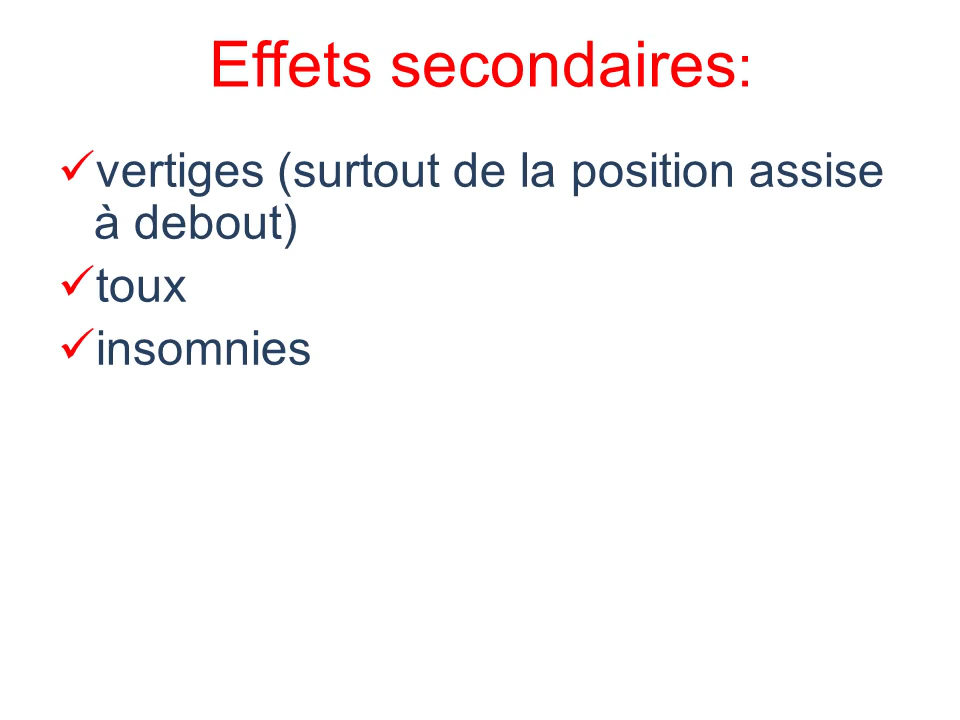 Effets secondaires:
✓vertiges (surtout de la position assise
à debout)
✓toux
✓insomnies